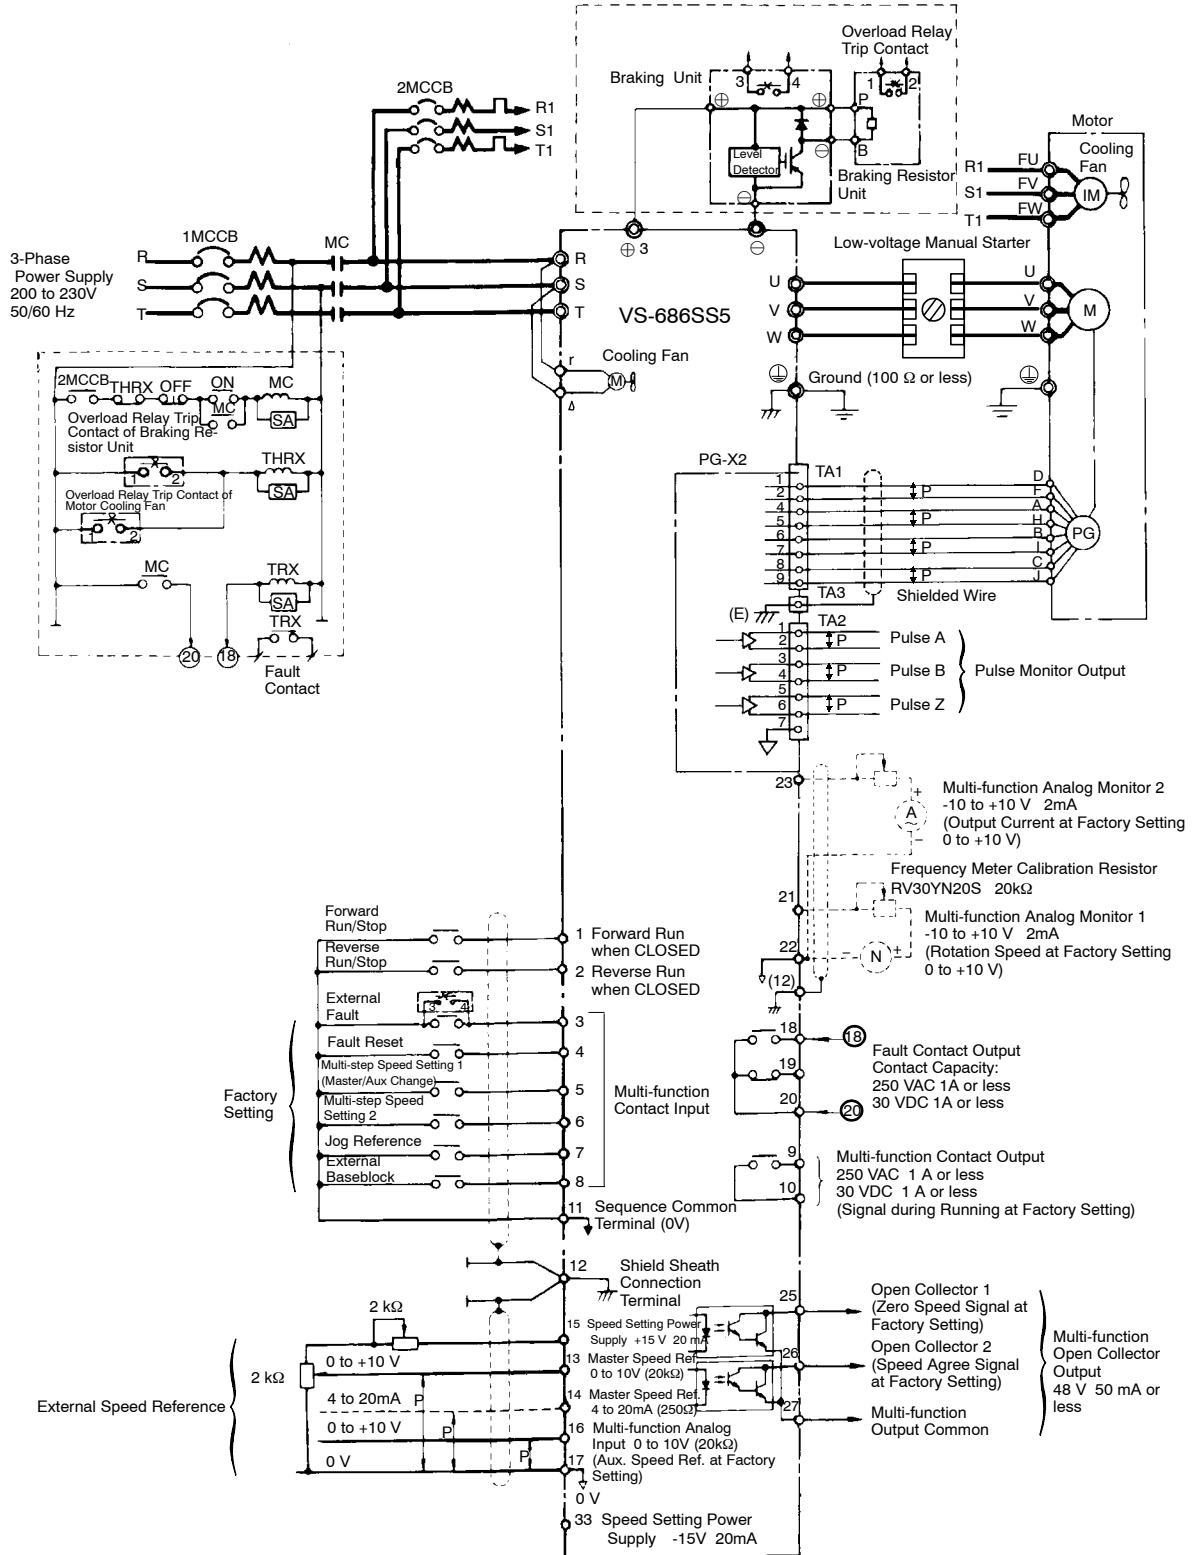 Overload Relay
Trip Contact
Braking Unit
3
4
1
2
P
B
Level
Detector
Braking Resistor
Unit
2MCCB
R1
S1
T1
Motor
Cooling
Fan
R1
FU
S1
FV
T1
FW
IM
3-Phase
Power Supply
200 to 230V
50/60 Hz
1MCCB
MC
R
S
T
3
R
S
T
VS-686SS5
Low-voltage Manual Starter
U
V
W
U
V
W
M
r
Cooling Fan
M
Ground (100 Ω or less)
2MCCB
THRX
OFF
ON
MC
MC
SA
Overload Relay Trip
Contact of Braking Re-
sistor Unit
1
2
THRX
SA
Overload Relay Trip Contact of
Motor Cooling Fan
1
2
MC
TRX
SA
TRX
20
18
Fault
Contact
PG-X2
TA1
1
2
4
5
6
7
8
9
P
P
P
P
D
F
A
H
B
I
C
J
PG
Shielded Wire
(E)
TA3
TA2
1
2
3
4
5
6
7
P
P
P
Pulse A
Pulse B
Pulse Z
Pulse Monitor Output
23
+
A
−
Multi-function Analog Monitor 2
-10 to +10 V 2mA
(Output Current at Factory Setting
0 to +10 V)
Frequency Meter Calibration Resistor
RV30YN20S 20kΩ
21
22
(12)
−
N
+
Multi-function Analog Monitor 1
-10 to +10 V 2mA
(Rotation Speed at Factory Setting
0 to +10 V)
Forward
Run/Stop
1 Forward Run
when CLOSED
Reverse
Run/Stop
2 Reverse Run
when CLOSED
External
Fault
3
4
3
Fault Reset
4
Multi-step Speed Setting 1
(Master/Aux Change)
5
Multi-step Speed
Setting 2
6
Jog Reference
7
External
Baseblock
8
Factory
Setting
Multi-function
Contact Input
11 Sequence Common
Terminal (0V)
18
18
19
20
20
Fault Contact Output
Contact Capacity:
250 VAC 1A or less
30 VDC 1A or less
9
10
Multi-function Contact Output
250 VAC 1 A or less
30 VDC 1 A or less
(Signal during Running at Factory Setting)
12
Shield Sheath
Connection
Terminal
External Speed Reference
2 kΩ
2 kΩ
0 to +10 V
4 to 20mA
0 to +10 V
0 V
P
P
P
15 Speed Setting Power
Supply +15 V 20 mA
13 Master Speed Ref.
0 to 10V (20kΩ)
14 Master Speed Ref.
4 to 20mA (250Ω)
16 Multi-function Analog
Input 0 to 10V (20kΩ)
17 (Aux. Speed Ref. at Factory
Setting)
0 V
33 Speed Setting Power
Supply -15V 20mA
25
26
27
Open Collector 1
(Zero Speed Signal at
Factory Setting)
Open Collector 2
(Speed Agree Signal
at Factory Setting)
Multi-function
Output Common
Multi-function
Open Collector
Output
48 V 50 mA or
less